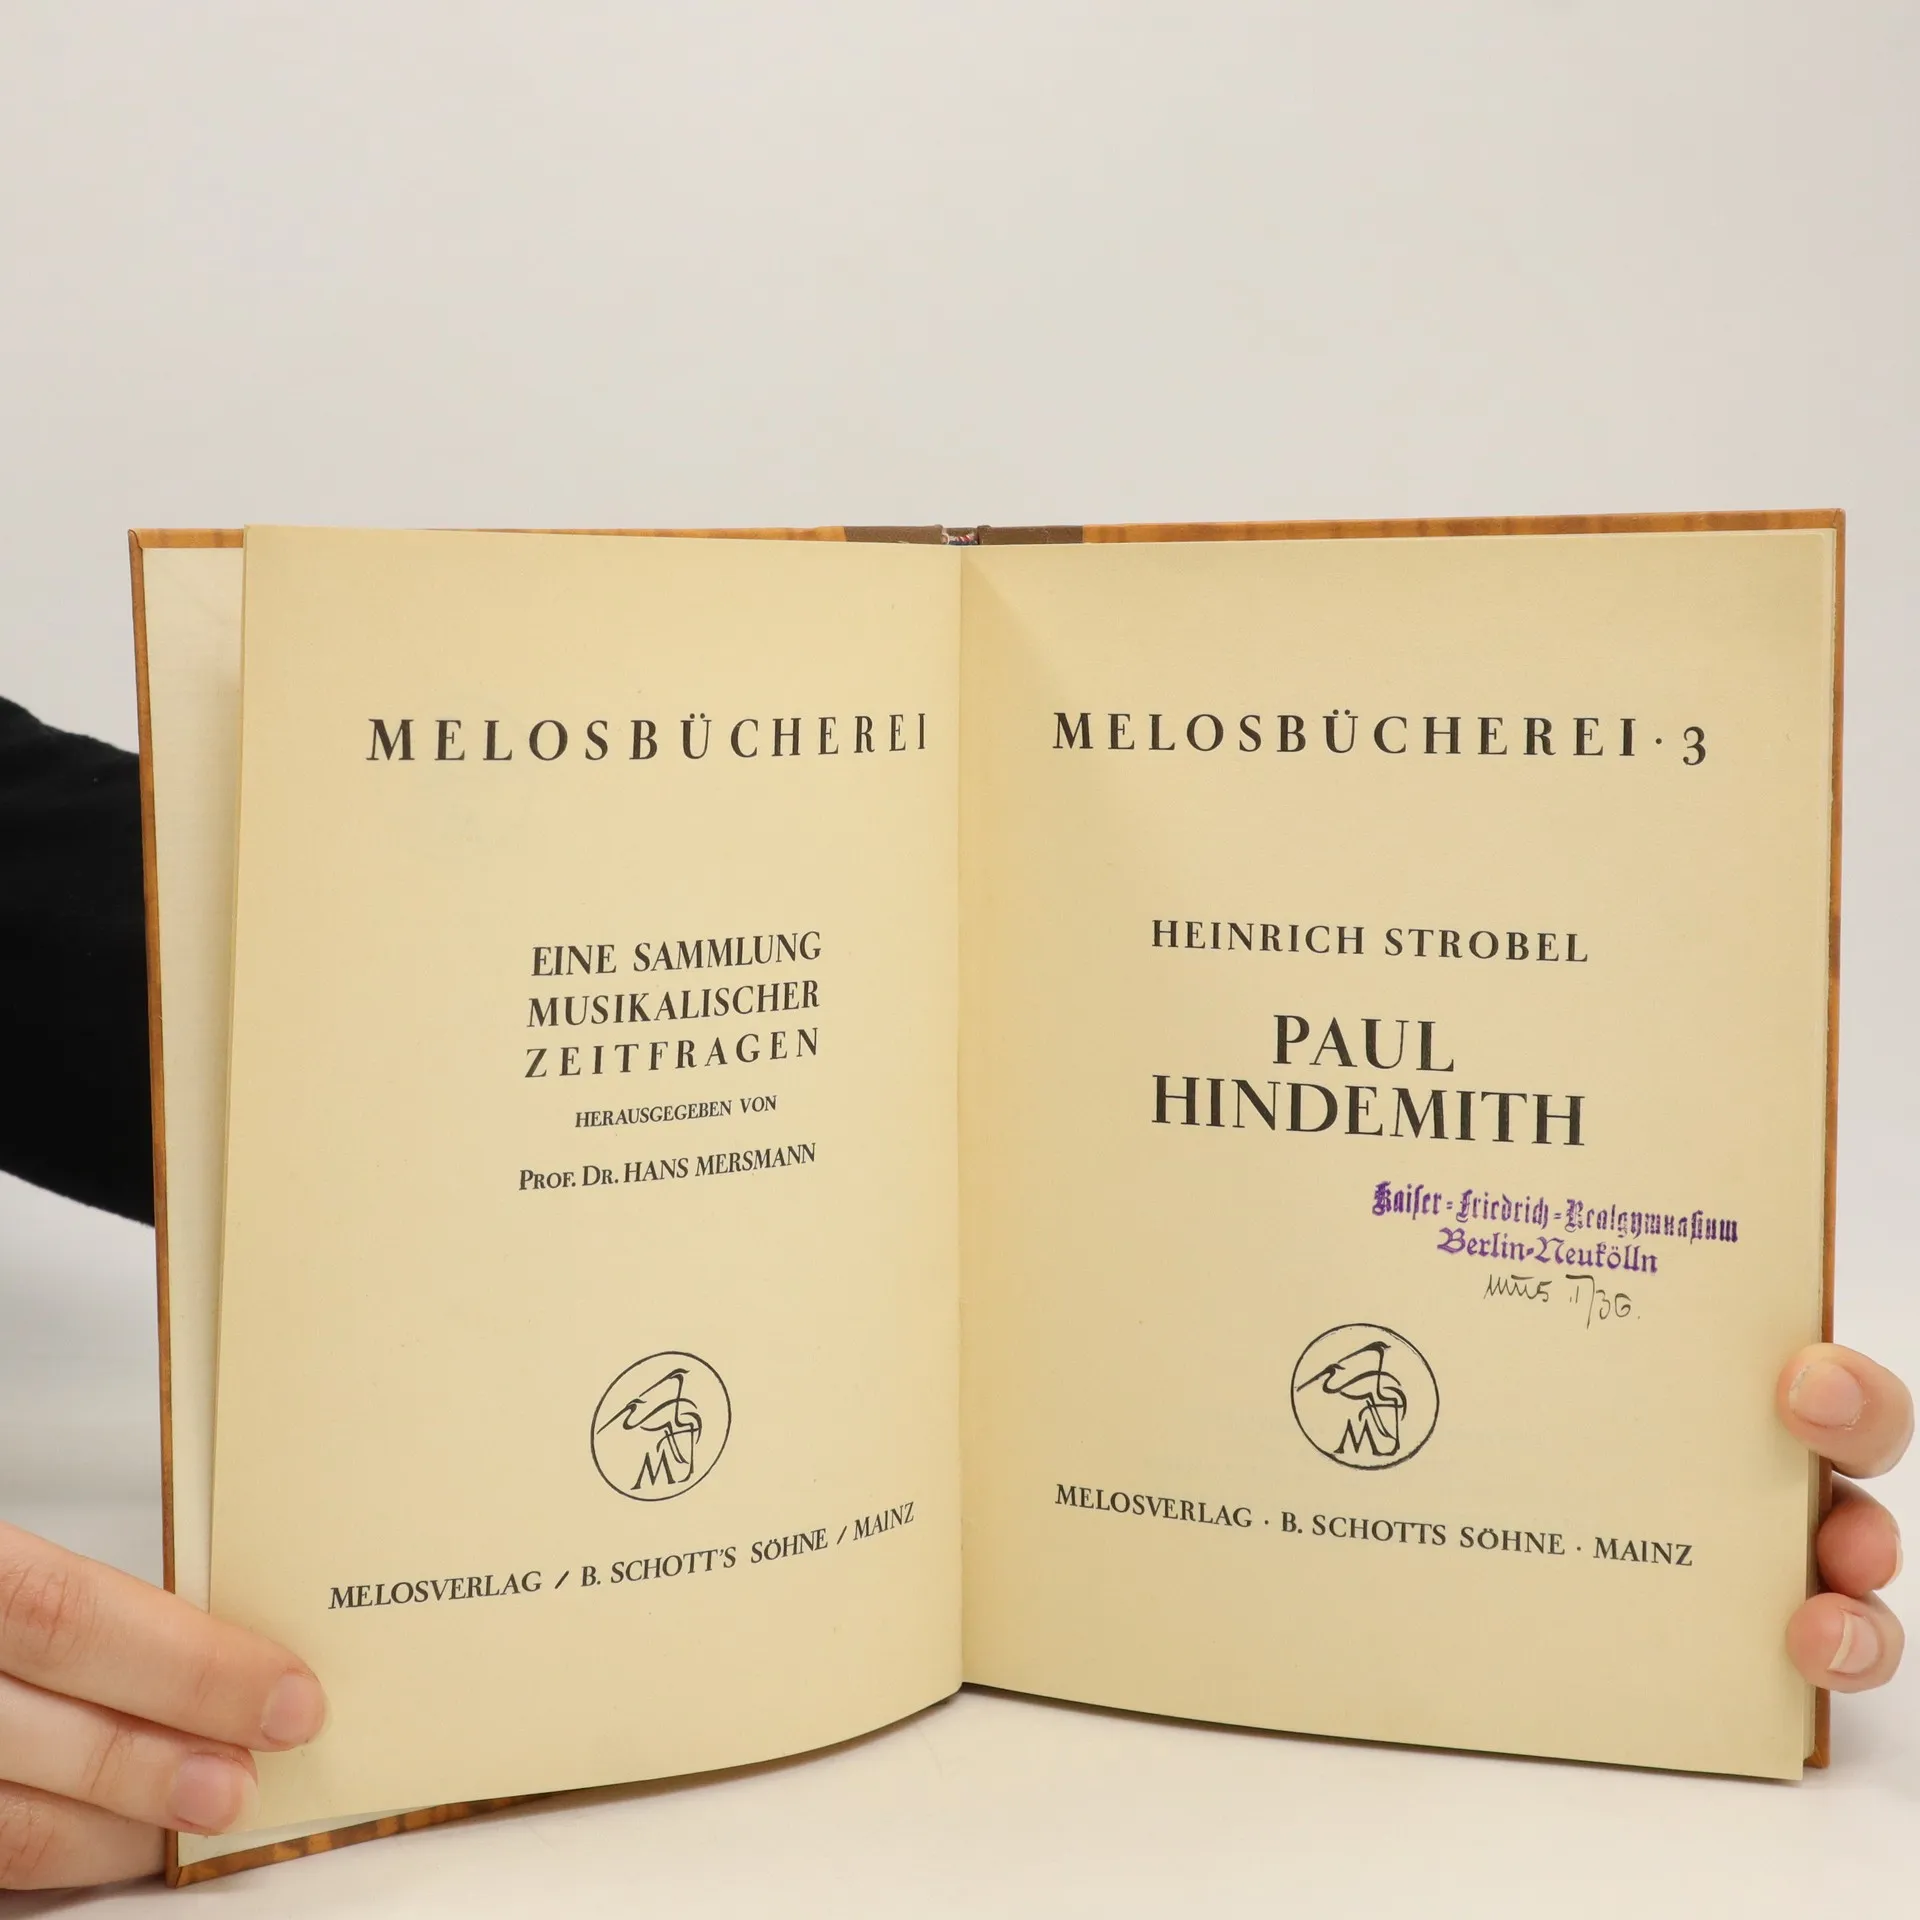 MELOSBÜCHEREI
EINE SAMMLUNG
MUSIKALISCHER
ZEITFRAGEN
HERAUSGEGEBEN VON
PROF. DR. HANS MERSMANN
M
MELOSVERLAG / B. SCHOTT'S SÖHNE / MAINZ
MELOSBÜCHEREI · 3
HEINRICH STROBEL
PAUL
HINDEMITH
Kaiser-Friedrich-Realgymnasium
Berlin-Neukölln
M
MELOSVERLAG · B. SCHOTTS SÖHNE · MAINZ